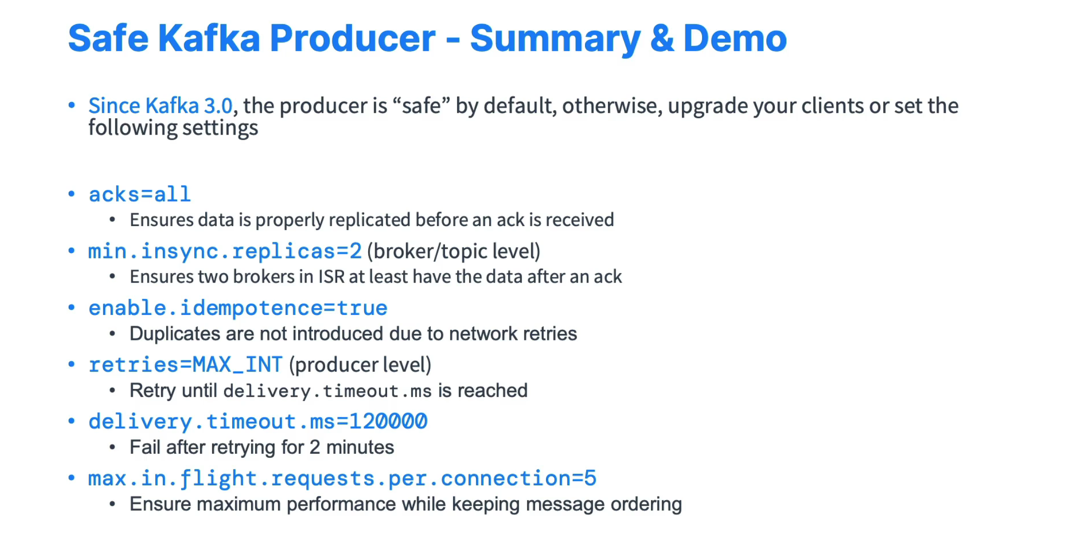 Safe Kafka Producer - Summary & Demo
• Since Kafka 3.0, the producer is “safe” by default, otherwise, upgrade your clients or set the
following settings
• acks=all
• Ensures data is properly replicated before an ack is received
• min.insync.replicas=2 (broker/topic level)
• Ensures two brokers in ISR at least have the data after an ack
• enable.idempotence=true
• Duplicates are not introduced due to network retries
• retries=MAX_INT (producer level)
• Retry until delivery.timeout.ms is reached
• delivery.timeout.ms=120000
• Fail after retrying for 2 minutes
• max.in.flight.requests.per.connection=5
• Ensure maximum performance while keeping message ordering